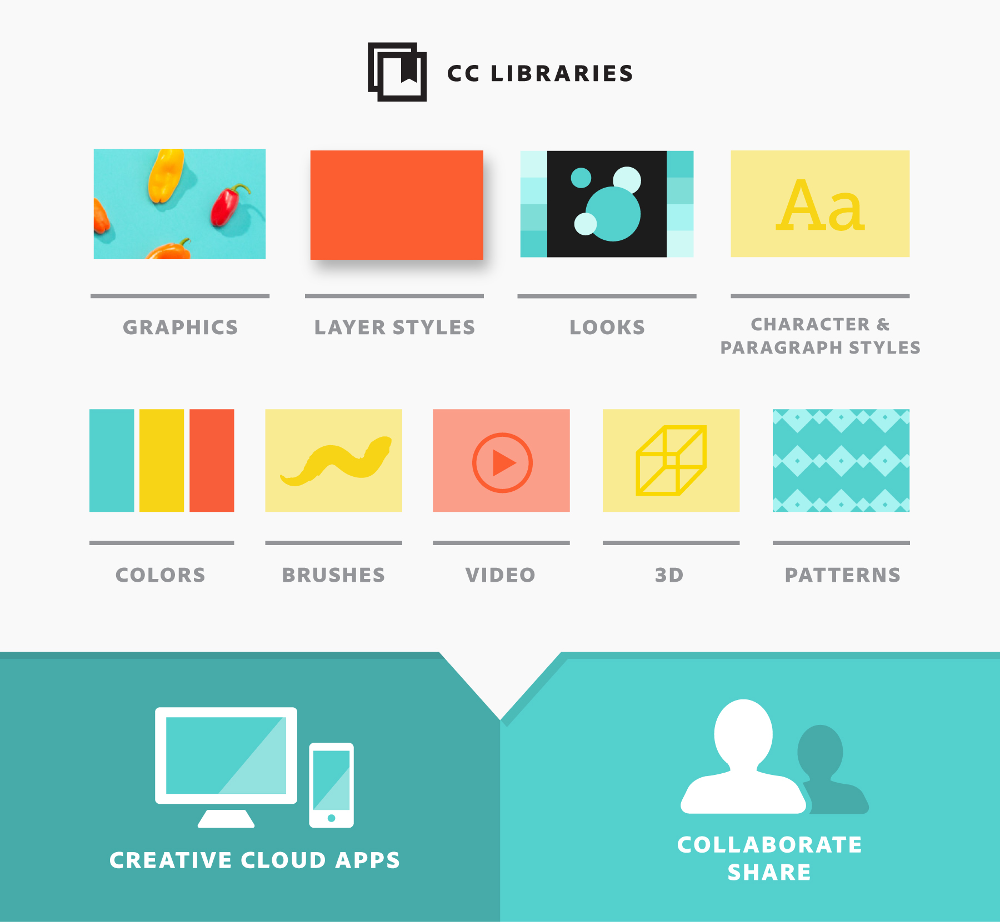 CC LIBRARIES
Aa
GRAPHICS
LAYER STYLES
LOOKS
CHARACTER &
PARAGRAPH STYLES
COLORS
BRUSHES
VIDEO
3D
PATTERNS
CREATIVE CLOUD APPS
COLLABORATE
SHARE